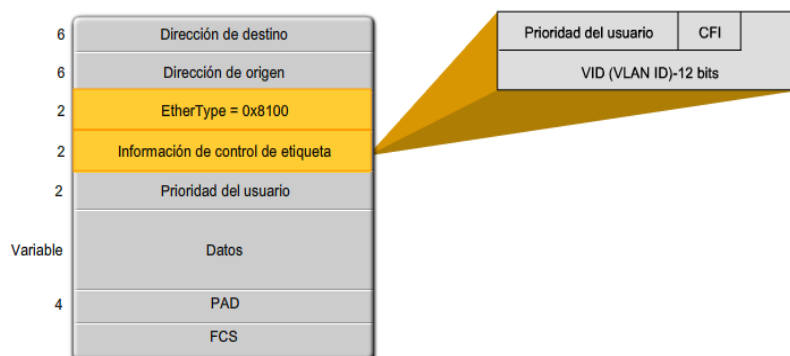 6 Dirección de destino
6 Dirección de origen
2 EtherType = 0x8100
2 Información de control de etiqueta
2 Prioridad del usuario
Variable Datos
4 PAD
FCS
Prioridad del usuario CFI
VID (VLAN ID)-12 bits